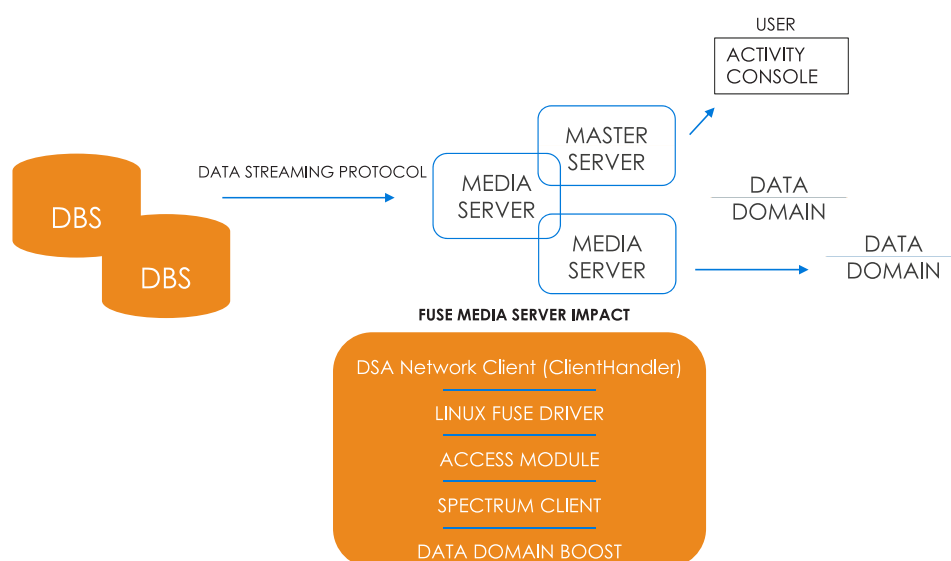 USER
ACTIVITY
CONSOLE
MASTER
SERVER
DATA STREAMING PROTOCOL
MEDIA
SERVER
DBS
DBS
MEDIA
SERVER
DATA
DOMAIN
DATA
DOMAIN
FUSE MEDIA SERVER IMPACT
DSA Network Client (ClientHandler)
LINUX FUSE DRIVER
ACCESS MODULE
SPECTRUM CLIENT
DATA DOMAIN BOOST